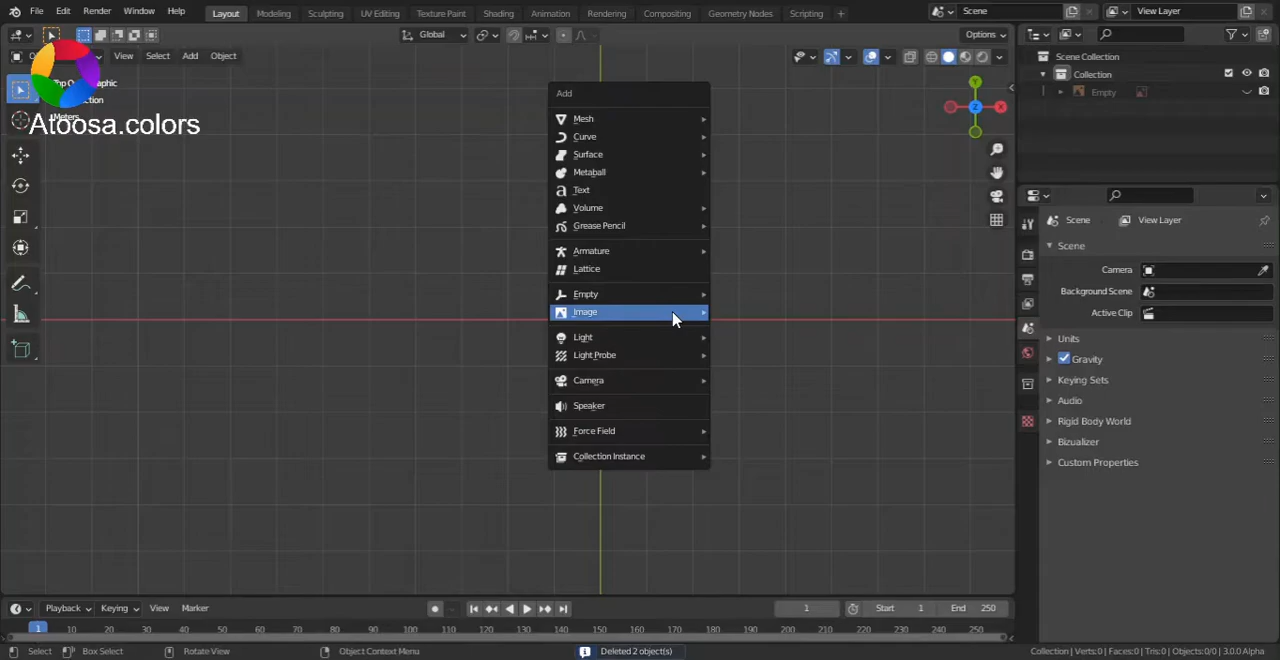 File Edit Render Window Help Layout Modeling Sculpting UV Editing Texture Paint Shading Animation Rendering Compositing Geometry Nodes Scripting + Scene View Layer
Global Options
View Select Add Object
Scene Collection
Collection
Empty
Meters
Atoosa.colors
Add
Mesh
Curve
Surface
Metaball
Text
Volume
Grease Pencil
Armature
Lattice
Empty
Image
Light
Light Probe
Camera
Speaker
Force Field
Collection Instance
Y
Z
X
Scene View Layer
Scene
Camera
Background Scene
Active Clip
Units
Gravity
Keying Sets
Audio
Rigid Body World
Bizualizer
Custom Properties
Playback Keying View Marker 1 Start 1 End 250
1 10 20 30 40 50 60 70 80 90 100 110 120 130 140 150 160 170 180 190 200 210 220 230 240 250
Select Box Select Rotate View Object Context Menu Deleted 2 object(s) Collection | Verts:0 | Faces:0 | Tris:0 | Objects:0/0 | 3.0.0 Alpha